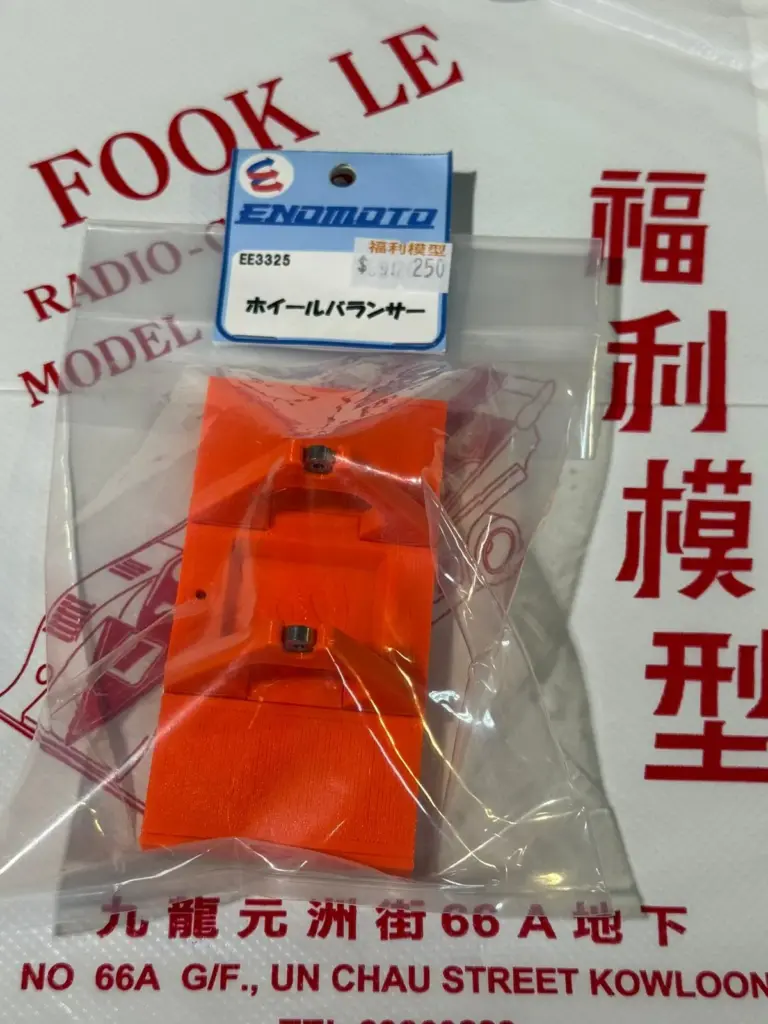 FOOK LE
RADIO-C
MODEL
ENOMOTO
EE3325
福利模型
250
ホイールバランサー
福利模型
九龍元洲街66A地下
NO 66A G/F., UN CHAU STREET KOWLOON